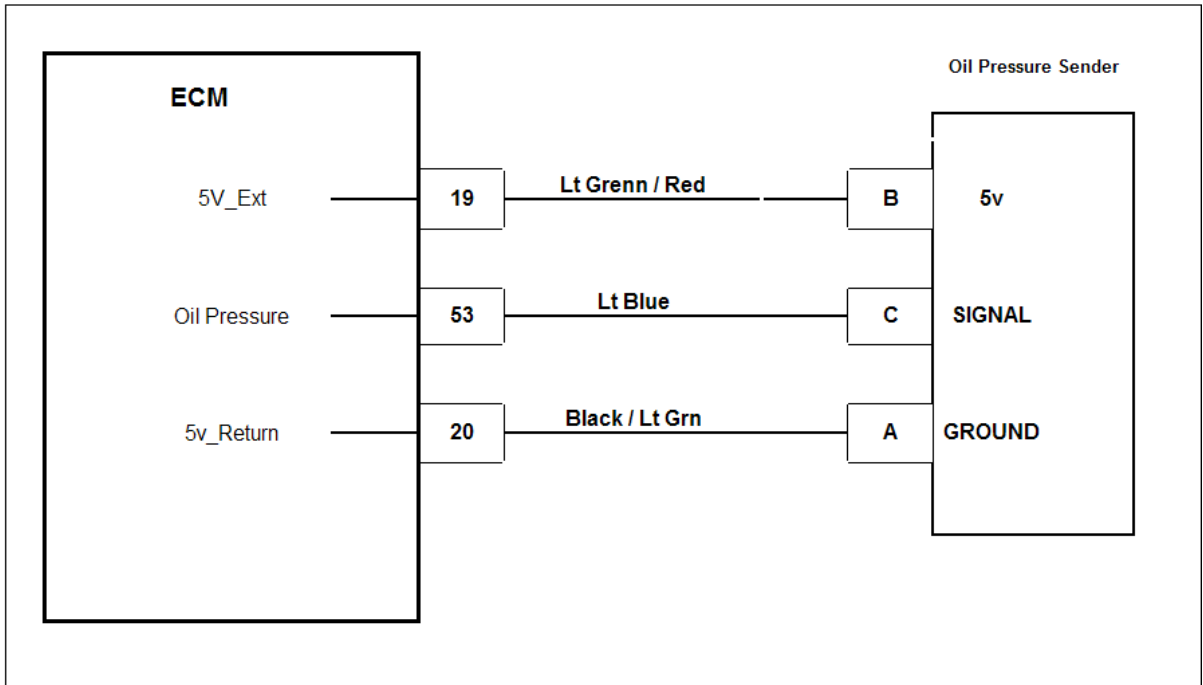 Oil Pressure Sender
ECM
5V_Ext
19
Lt Grenn / Red
B
5v
Oil Pressure
53
Lt Blue
C
SIGNAL
5v_Return
20
Black / Lt Grn
A
GROUND